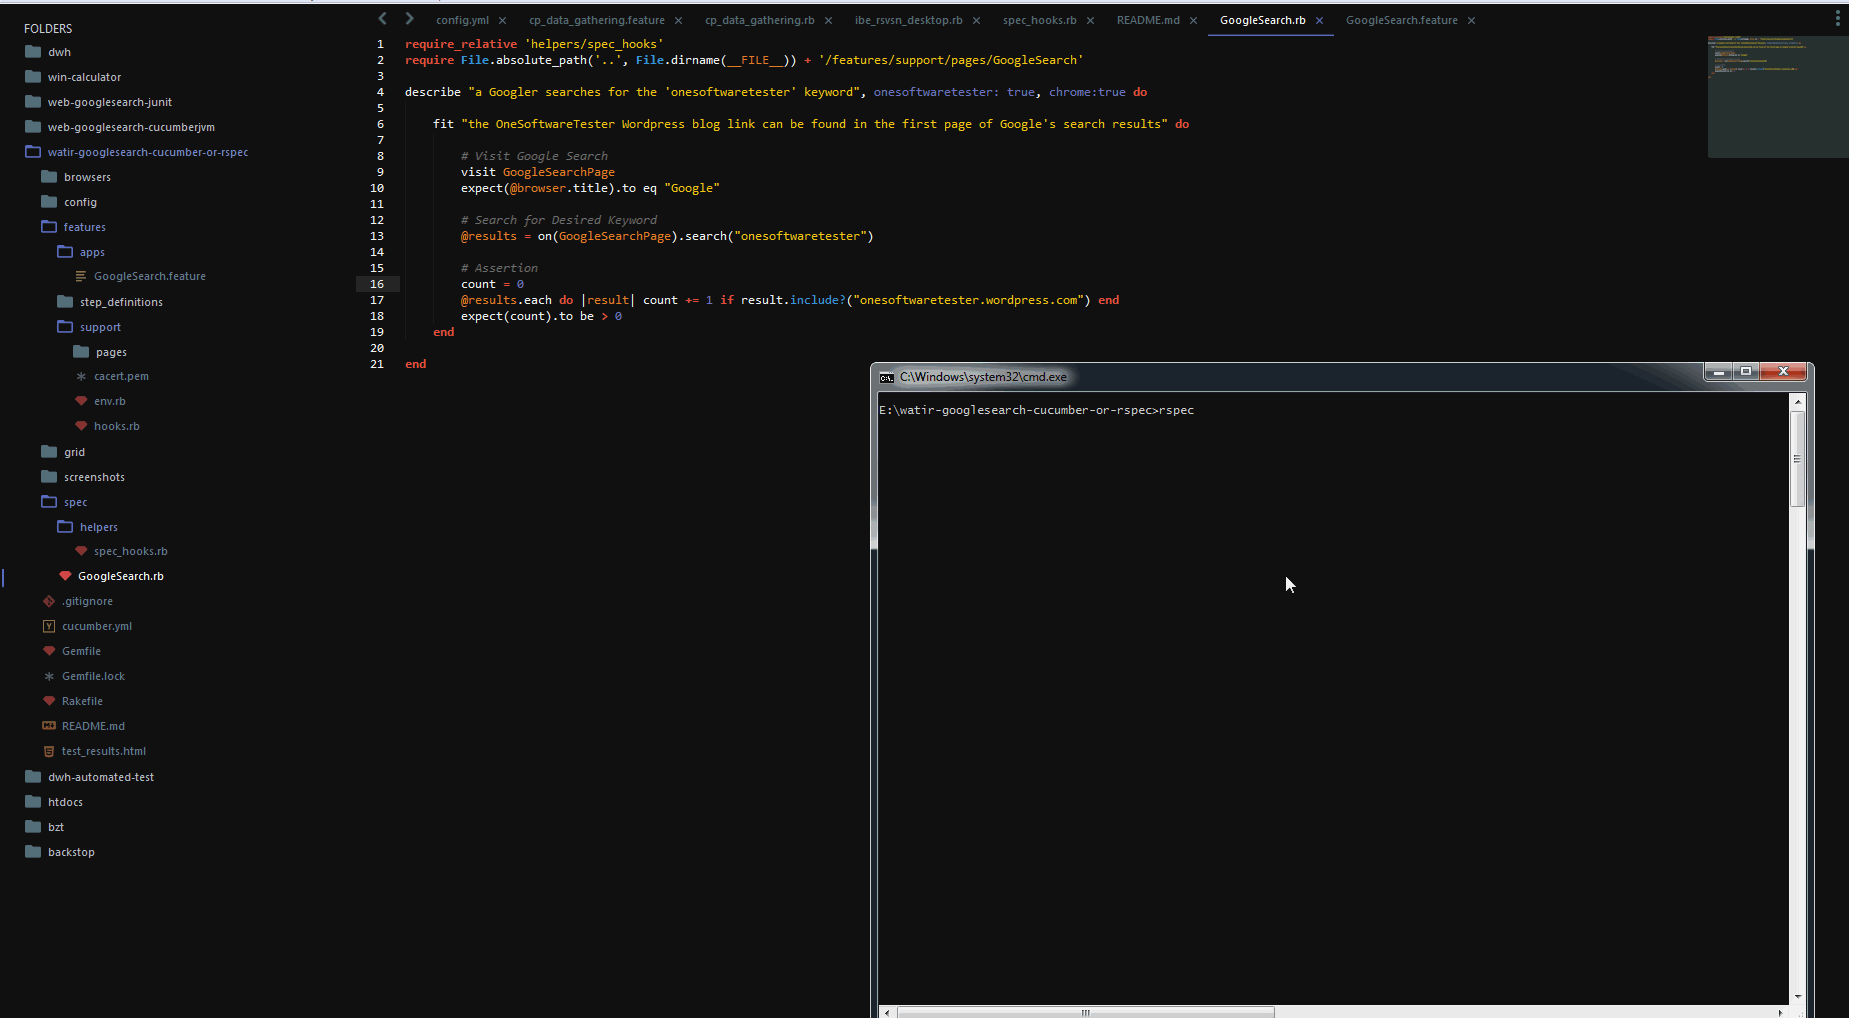 FOLDERS
dwh
win-calculator
web-googlesearch-junit
web-googlesearch-cucumberjvm
watir-googlesearch-cucumber-or-rspec
browsers
config
features
apps
GoogleSearch.feature
step_definitions
support
pages
cacert.pem
env.rb
hooks.rb
grid
screenshots
spec
helpers
spec_hooks.rb
GoogleSearch.rb
.gitignore
cucumber.yml
Gemfile
Gemfile.lock
Rakefile
README.md
test_results.html
dwh-automated-test
htdocs
bzt
backstop
config.yml cp_data_gathering.feature cp_data_gathering.rb ibe_rsvsn_desktop.rb spec_hooks.rb README.md GoogleSearch.rb GoogleSearch.feature
1 require_relative 'helpers/spec_hooks'
2 require File.absolute_path('..', File.dirname(__FILE__)) + '/features/support/pages/GoogleSearch'
3
4 describe "a Googler searches for the 'onesoftwaretester' keyword", onesoftwaretester: true, chrome:true do
5
6 fit "the OneSoftwareTester Wordpress blog link can be found in the first page of Google's search results" do
7
8 # Visit Google Search
9 visit GoogleSearchPage
10 expect(@browser.title).to eq "Google"
11
12 # Search for Desired Keyword
13 @results = on(GoogleSearchPage).search("onesoftwaretester")
14
15 # Assertion
16 count = 0
17 @results.each do |result| count += 1 if result.include?("onesoftwaretester.wordpress.com") end
18 expect(count).to be > 0
19 end
20
21 end
C:\Windows\system32\cmd.exe
E:\watir-googlesearch-cucumber-or-rspec>rspec